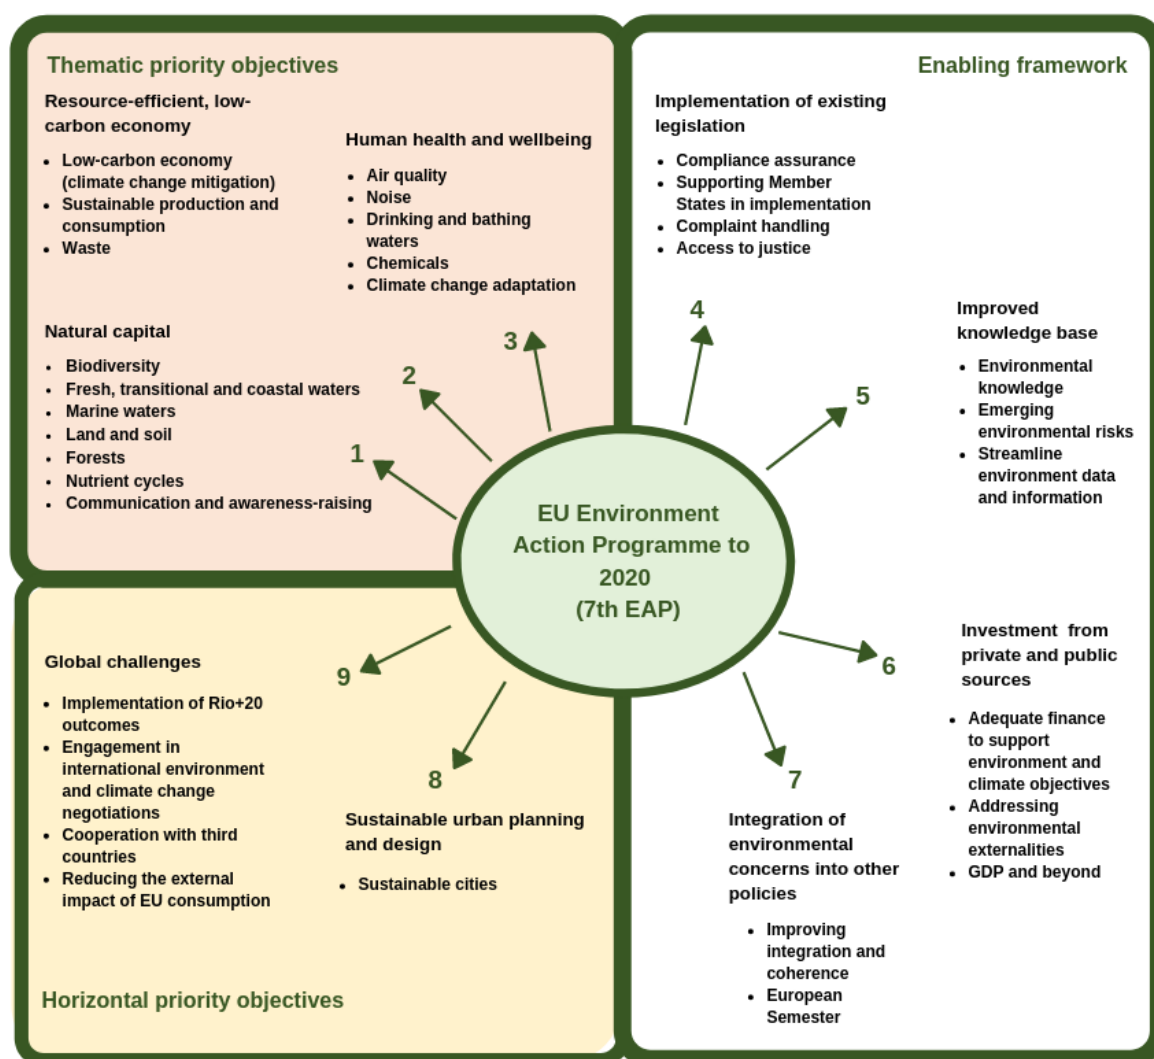 Thematic priority objectives
Resource-efficient, low-
carbon economy
• Low-carbon economy
(climate change mitigation)
• Sustainable production and
consumption
• Waste
Human health and wellbeing
• Air quality
• Noise
• Drinking and bathing
waters
• Chemicals
• Climate change adaptation
Natural capital
• Biodiversity
• Fresh, transitional and coastal waters
• Marine waters
• Land and soil
• Forests
• Nutrient cycles
• Communication and awareness-raising
1
2
3
Enabling framework
Implementation of existing
legislation
• Compliance assurance
• Supporting Member
States in implementation
• Complaint handling
• Access to justice
4
5
Improved
knowledge base
• Environmental
knowledge
• Emerging
environmental risks
• Streamline
environment data
and information
EU Environment
Action Programme to
2020
(7th EAP)
6
Investment  from
private and public
sources
• Adequate finance
to support
environment and
climate objectives
• Addressing
environmental
externalities
• GDP and beyond
7
Integration of
environmental
concerns into other
policies
• Improving
integration and
coherence
• European
Semester
8
Sustainable urban planning
and design
• Sustainable cities
9
Global challenges
• Implementation of Rio+20
outcomes
• Engagement in
international environment
and climate change
negotiations
• Cooperation with third
countries
• Reducing the external
impact of EU consumption
Horizontal priority objectives